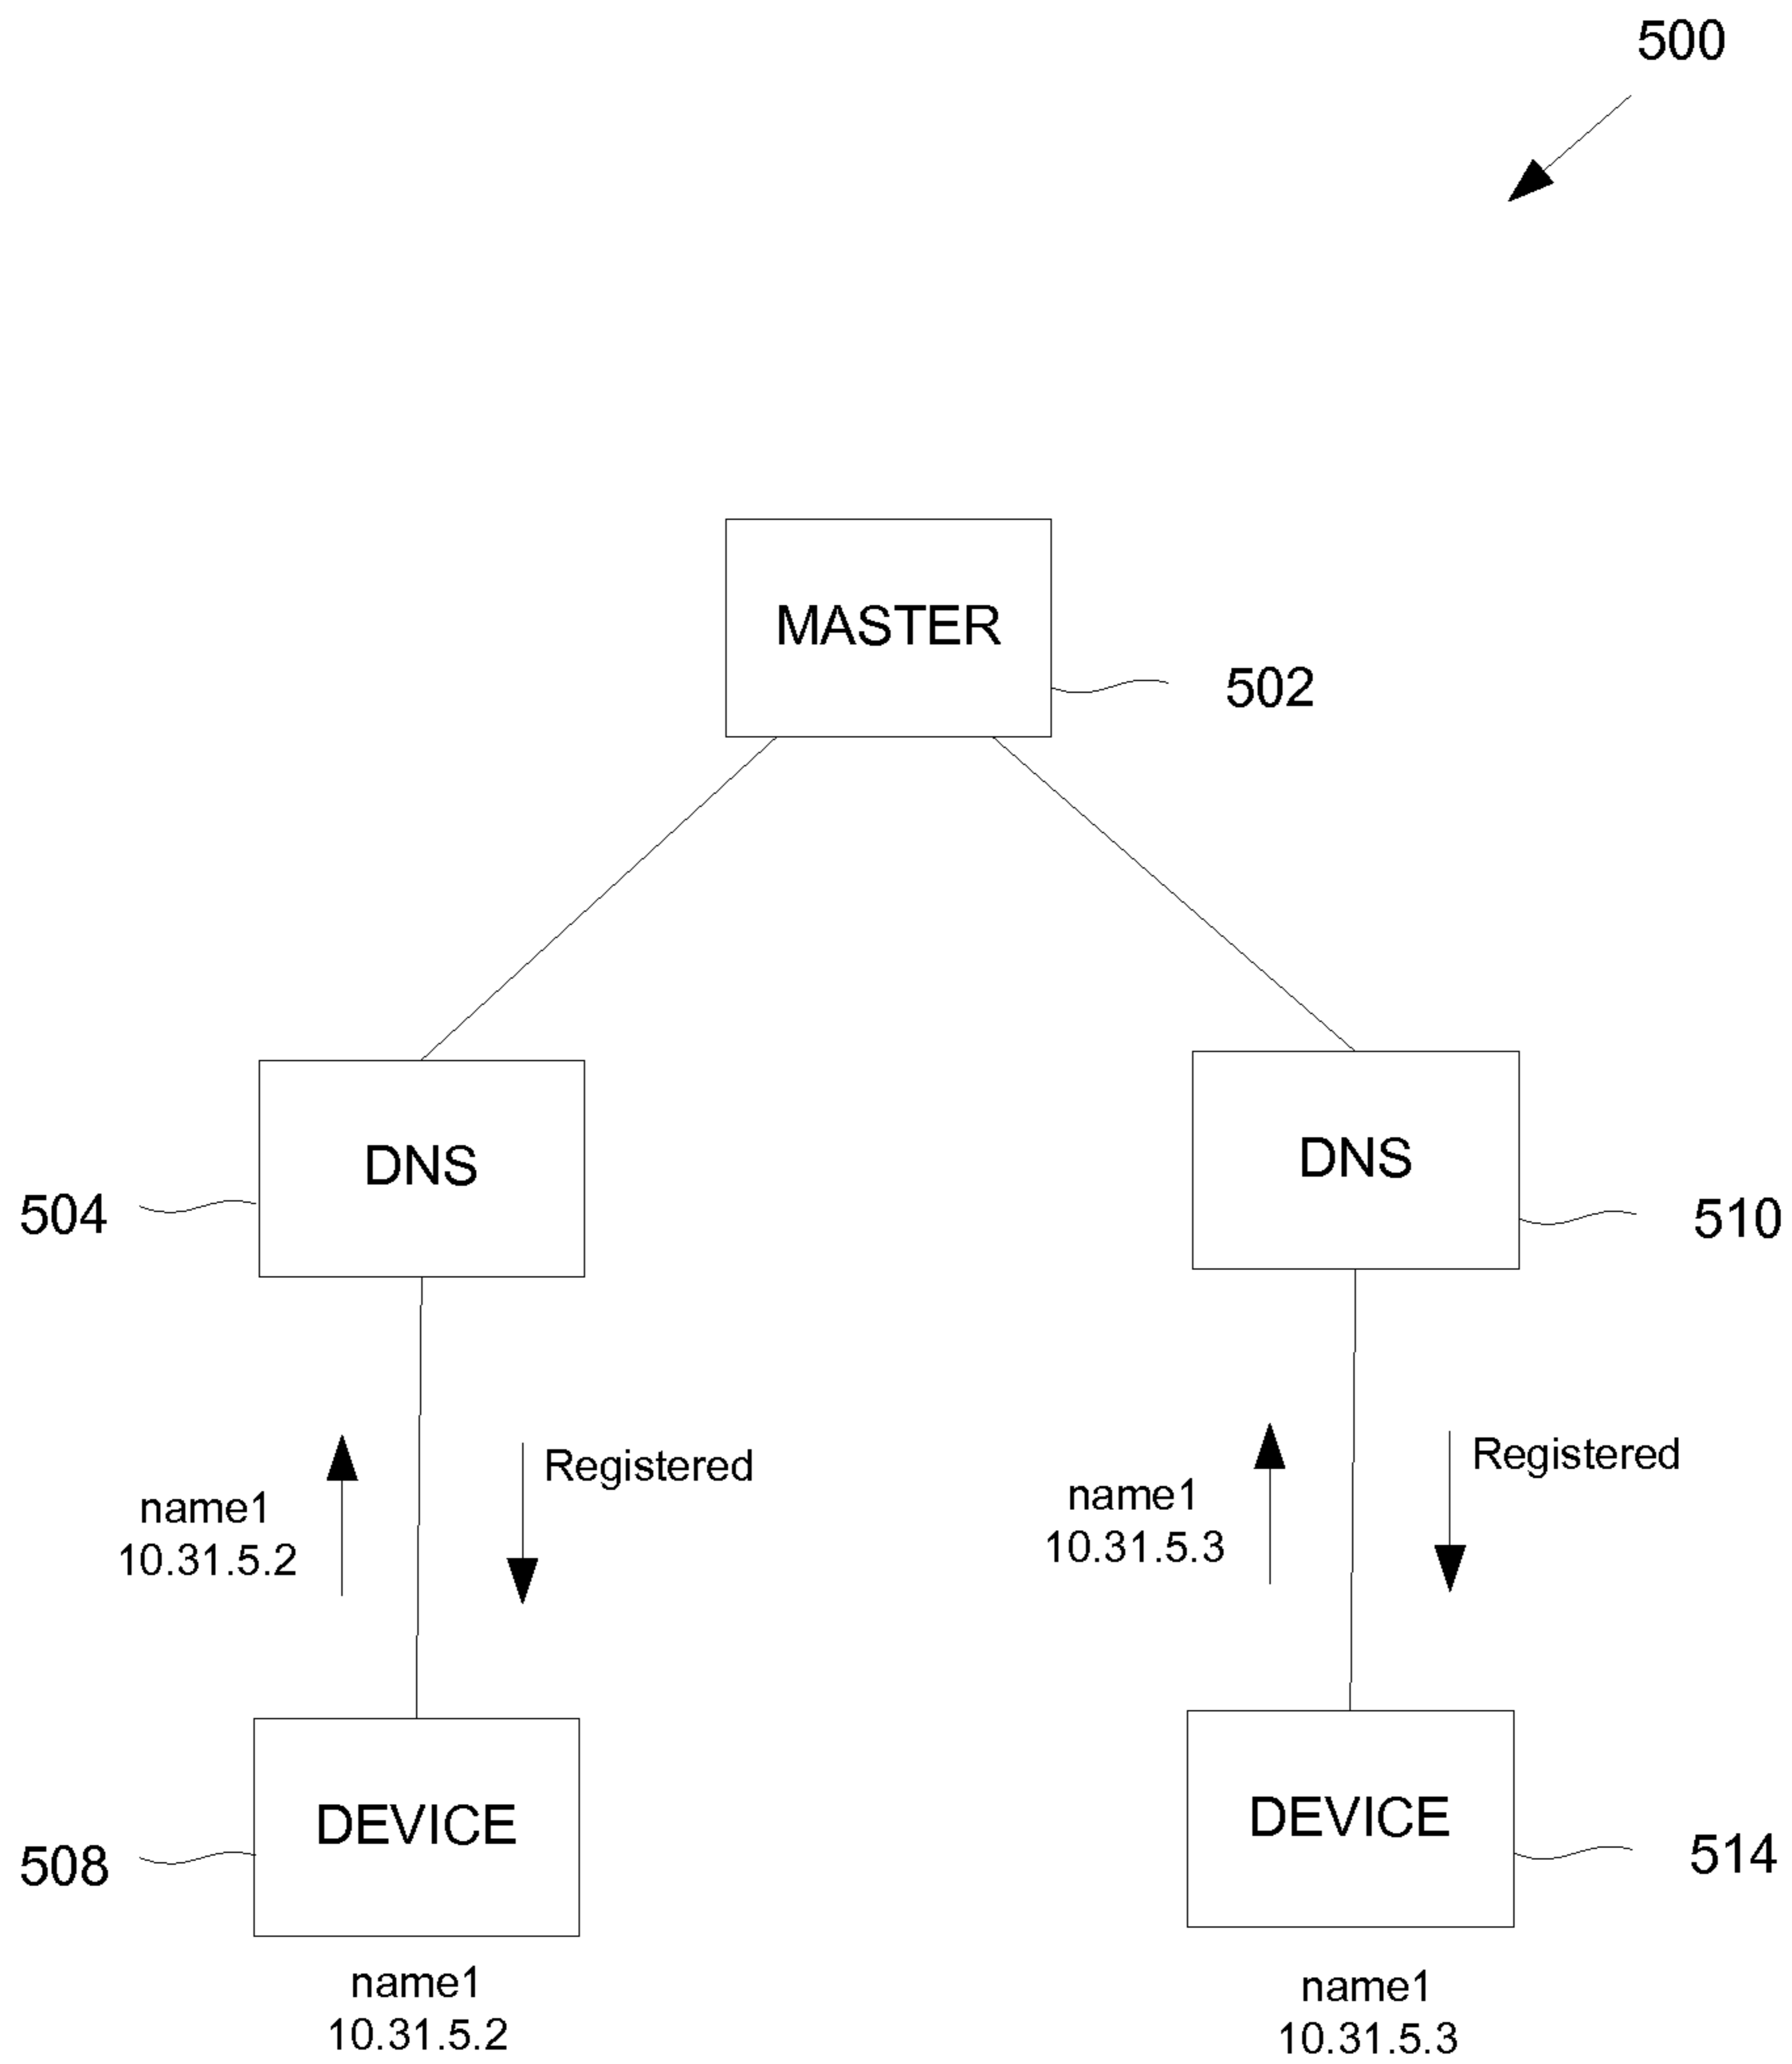 500
MASTER
502
DNS
DNS
504
510
Registered
Registered
name1
10.31.5.2
name1
10.31.5.3
DEVICE
DEVICE
508
514
name1
10.31.5.2
name1
10.31.5.3